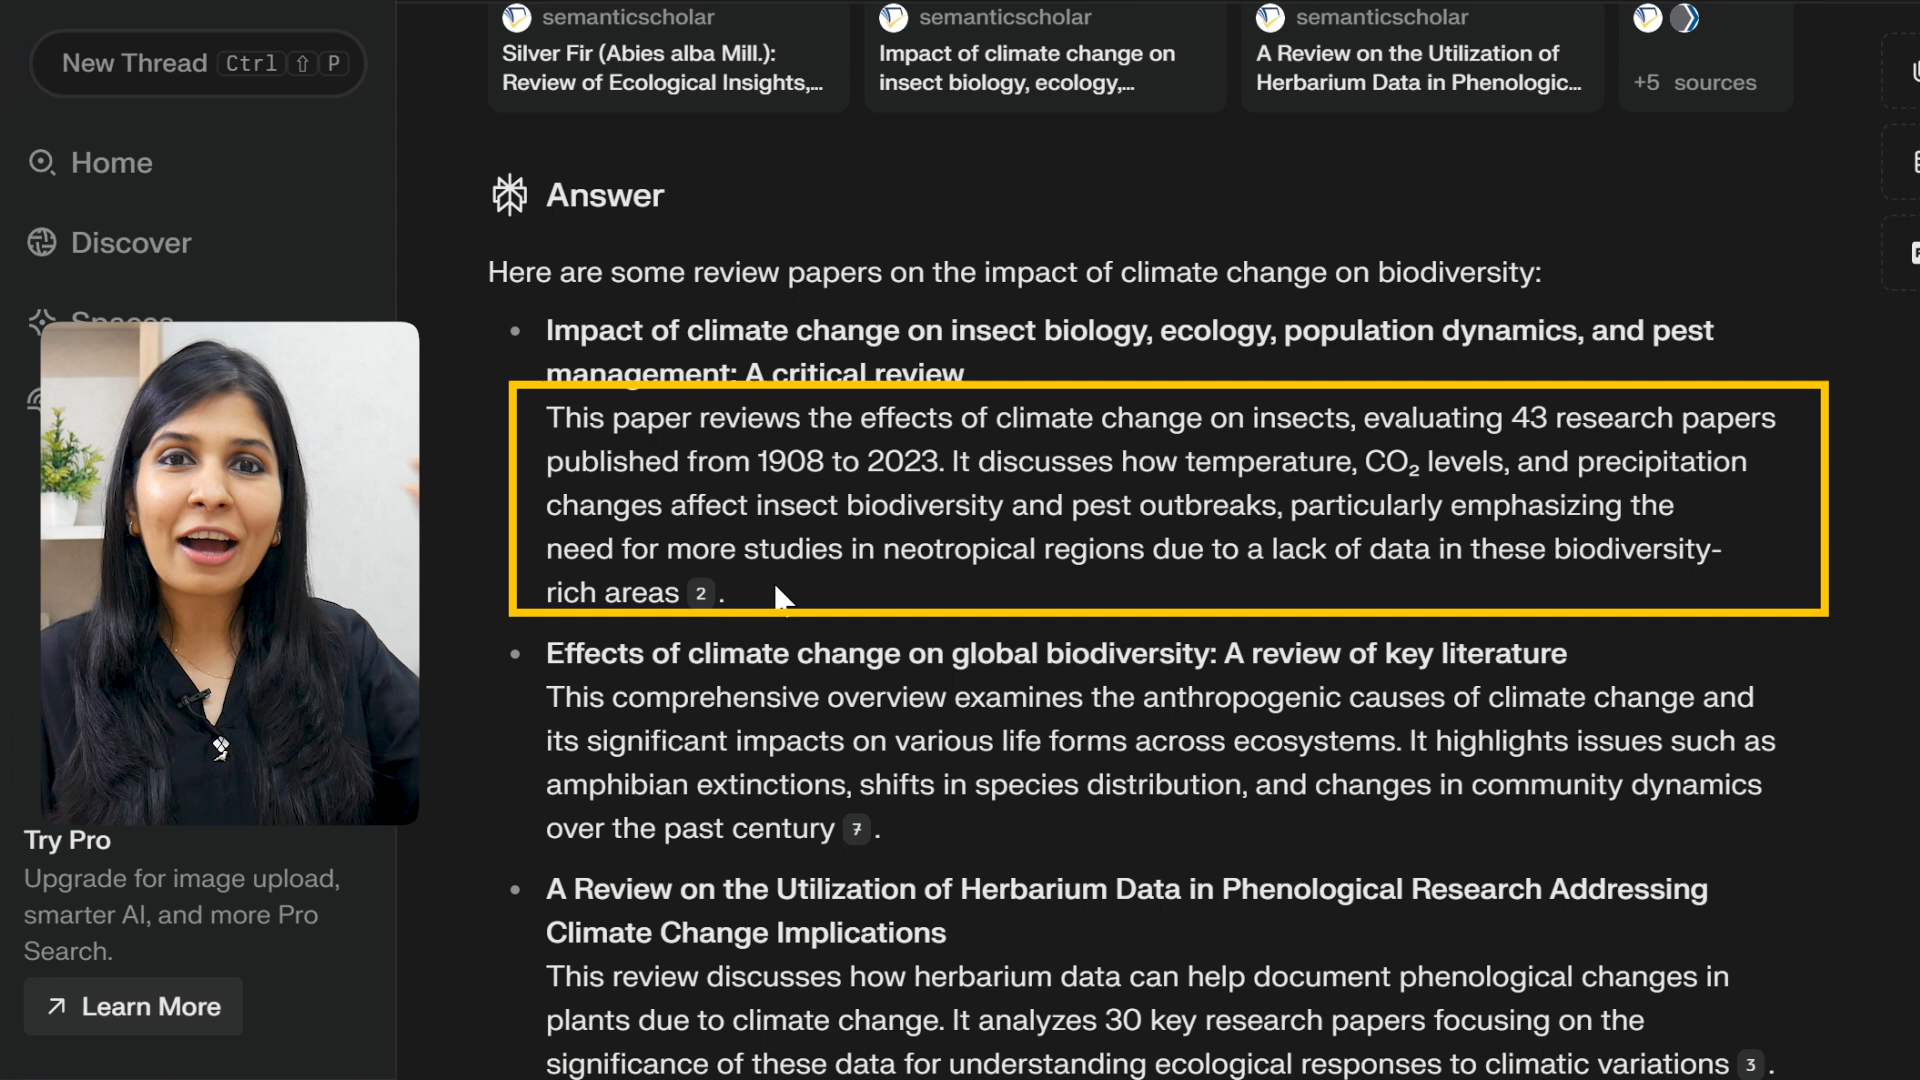 New Thread Ctrl ⇧ P
Home
Discover
Spaces
Try Pro
Upgrade for image upload,
smarter AI, and more Pro
Search.
Learn More
semanticscholar
Silver Fir (Abies alba Mill.):
Review of Ecological Insights,...
semanticscholar
Impact of climate change on
insect biology, ecology,...
semanticscholar
A Review on the Utilization of
Herbarium Data in Phenologic...
+5 sources
Answer
Here are some review papers on the impact of climate change on biodiversity:
• Impact of climate change on insect biology, ecology, population dynamics, and pest
management: A critical review
This paper reviews the effects of climate change on insects, evaluating 43 research papers
published from 1908 to 2023. It discusses how temperature, CO₂ levels, and precipitation
changes affect insect biodiversity and pest outbreaks, particularly emphasizing the
need for more studies in neotropical regions due to a lack of data in these biodiversity-
rich areas 2 .
• Effects of climate change on global biodiversity: A review of key literature
This comprehensive overview examines the anthropogenic causes of climate change and
its significant impacts on various life forms across ecosystems. It highlights issues such as
amphibian extinctions, shifts in species distribution, and changes in community dynamics
over the past century 7 .
• A Review on the Utilization of Herbarium Data in Phenological Research Addressing
Climate Change Implications
This review discusses how herbarium data can help document phenological changes in
plants due to climate change. It analyzes 30 key research papers focusing on the
significance of these data for understanding ecological responses to climatic variations 3 .